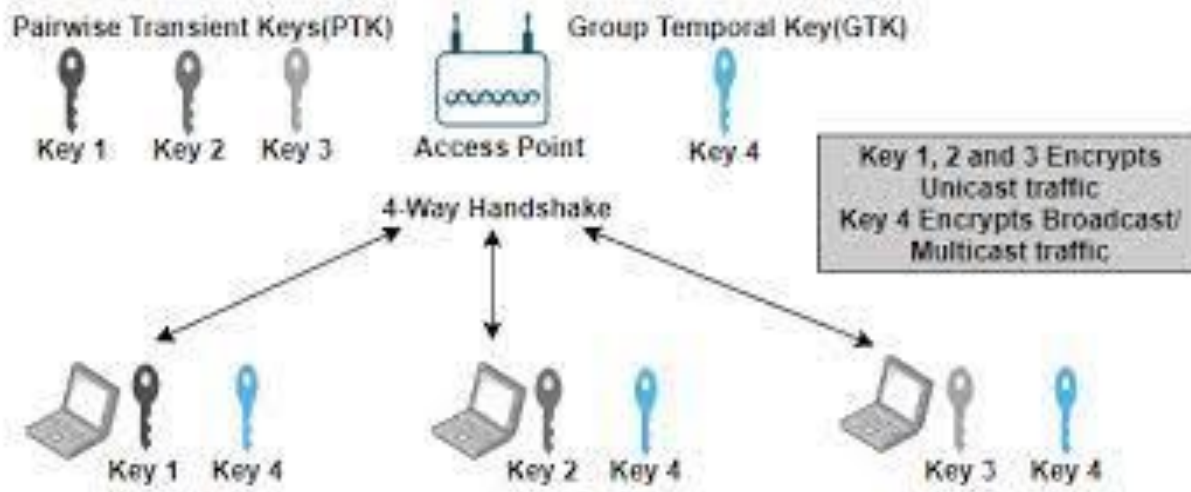 Pairwise Transient Keys(PTK)
Group Temporal Key(GTK)
Key 1
Key 2
Key 3
Access Point
Key 4
Key 1, 2 and 3 Encrypts
Unicast traffic
Key 4 Encrypts Broadcast/
Multicast traffic
4-Way Handshake
Key 1
Key 4
Key 2
Key 4
Key 3
Key 4